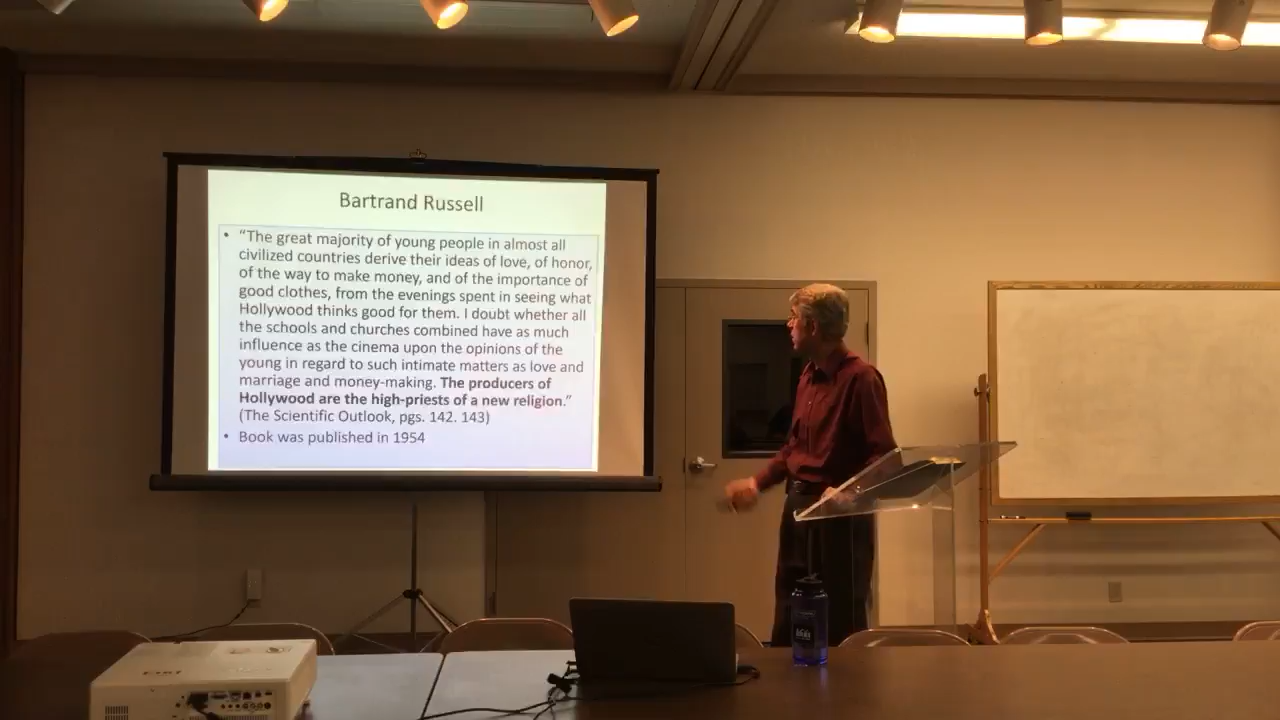 Bartrand Russell
• “The great majority of young people in almost all
civilized countries derive their ideas of love, of honor,
of the way to make money, and of the importance of
good clothes, from the evenings spent in seeing what
Hollywood thinks good for them. I doubt whether all
the schools and churches combined have as much
influence as the cinema upon the opinions of the
young in regard to such intimate matters as love and
marriage and money-making. The producers of
Hollywood are the high-priests of a new religion.”
(The Scientific Outlook, pgs. 142. 143)
• Book was published in 1954